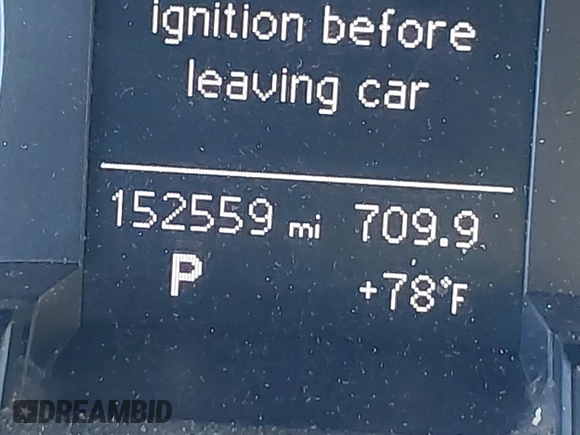 ignition before
leaving car
152559 mi 709.9
P +78°F
DREAMBID